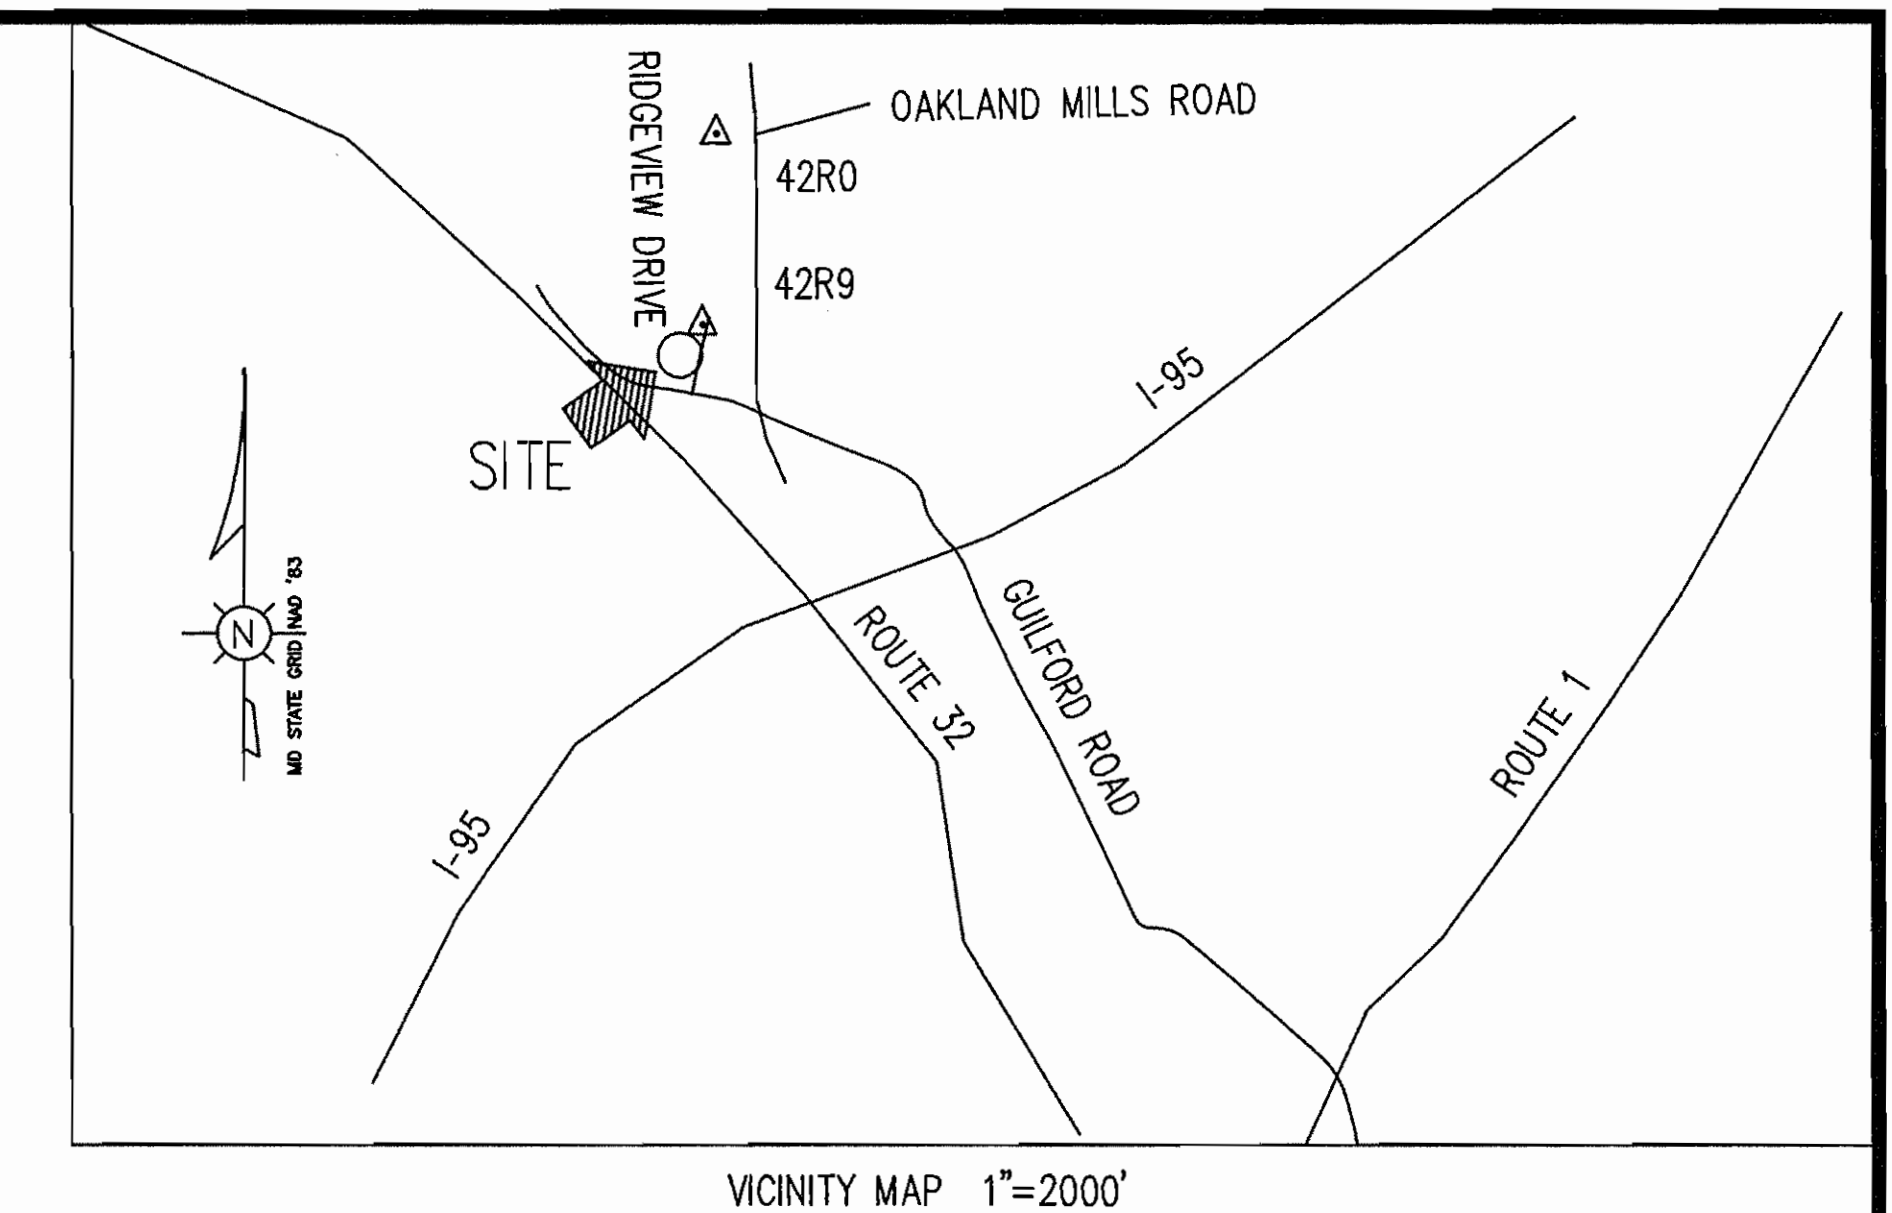 RIDGEVIEW DRIVE
OAKLAND MILLS ROAD
42R0
42R9
I-95
SITE
MD STATE GRID NAD '83
N
ROUTE 32
GUILFORD ROAD
ROUTE 1
I-95
VICINITY MAP 1"=2000'